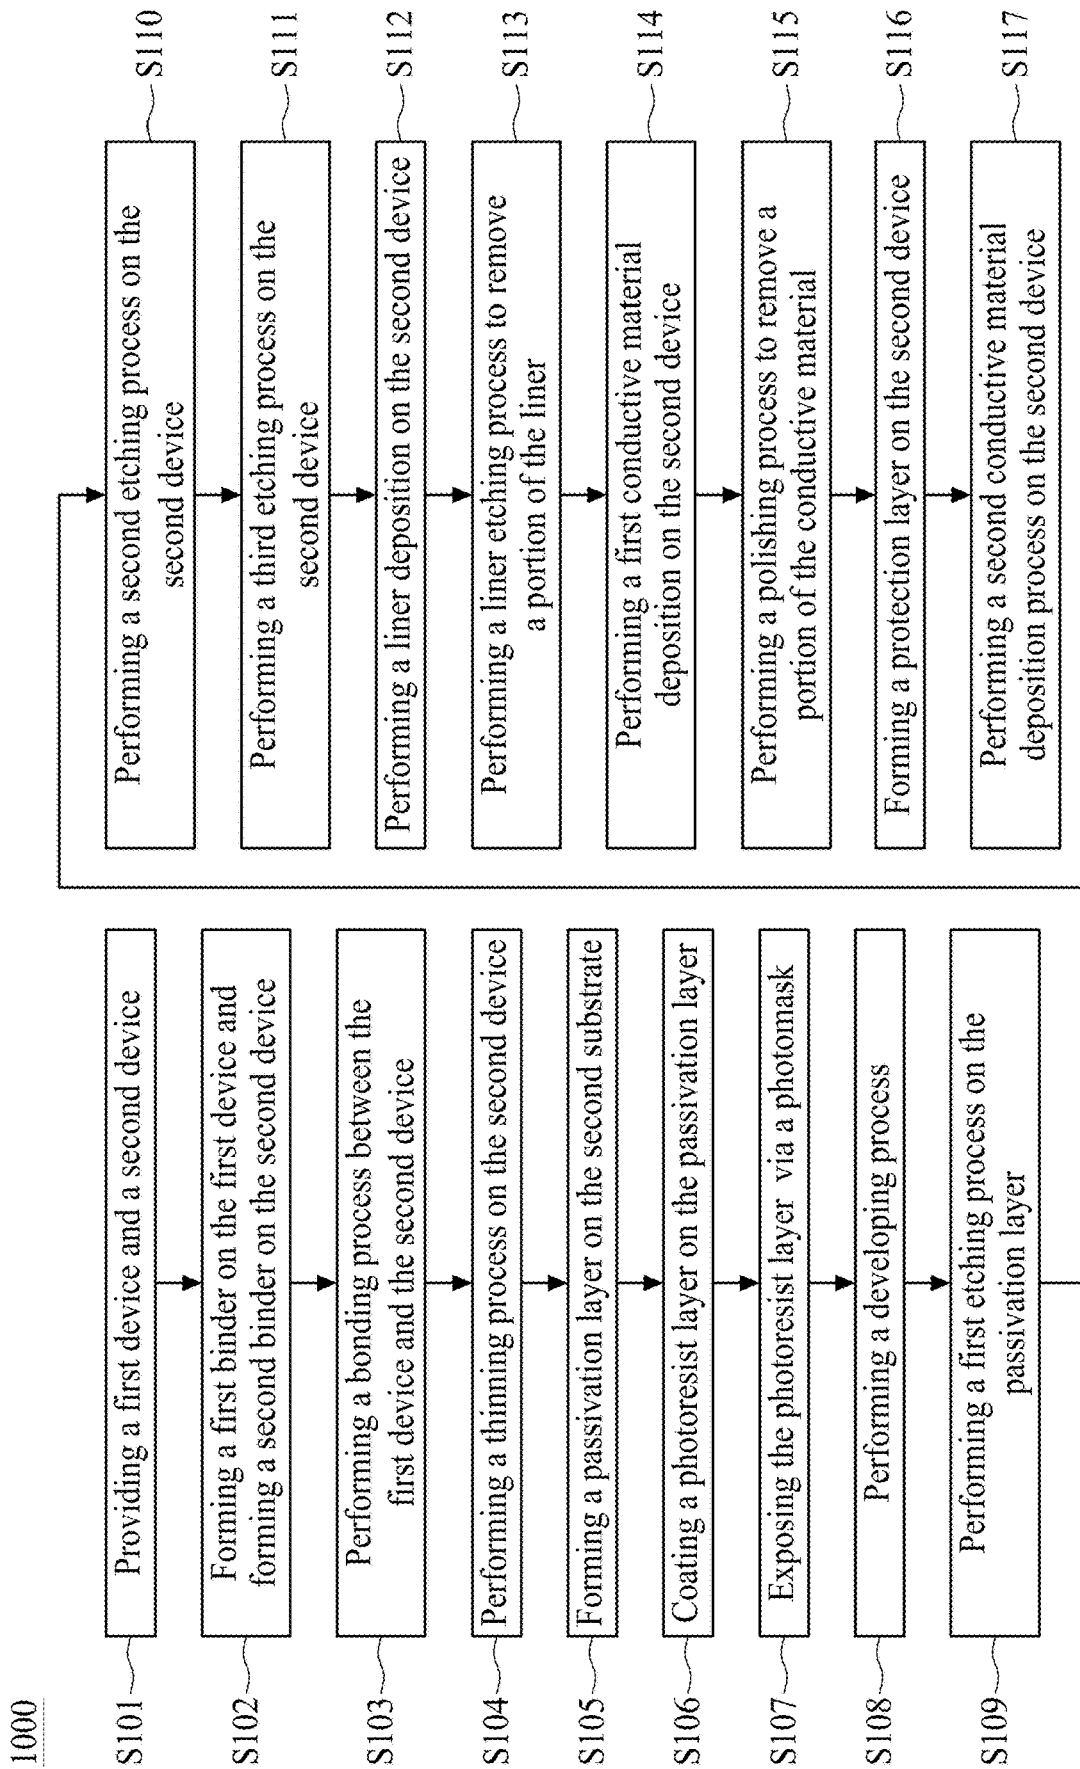 1000
S101
Providing a first device and a second device
S102
Forming a first binder on the first device and
forming a second binder on the second device
S103
Performing a bonding process between the
first device and the second device
S104
Performing a thinning process on the second device
S105
Forming a passivation layer on the second substrate
S106
Coating a photoresist layer on the passivation layer
S107
Exposing the photoresist layer via a photomask
S108
Performing a developing process
S109
Performing a first etching process on the
passivation layer
Performing a second etching process on the
second device
S110
Performing a third etching process on the
second device
S111
Performing a liner deposition on the second device
S112
Performing a liner etching process to remove
a portion of the liner
S113
Performing a first conductive material
deposition on the second device
S114
Performing a polishing process to remove a
portion of the conductive material
S115
Forming a protection layer on the second device
S116
Performing a second conductive material
deposition process on the second device
S117